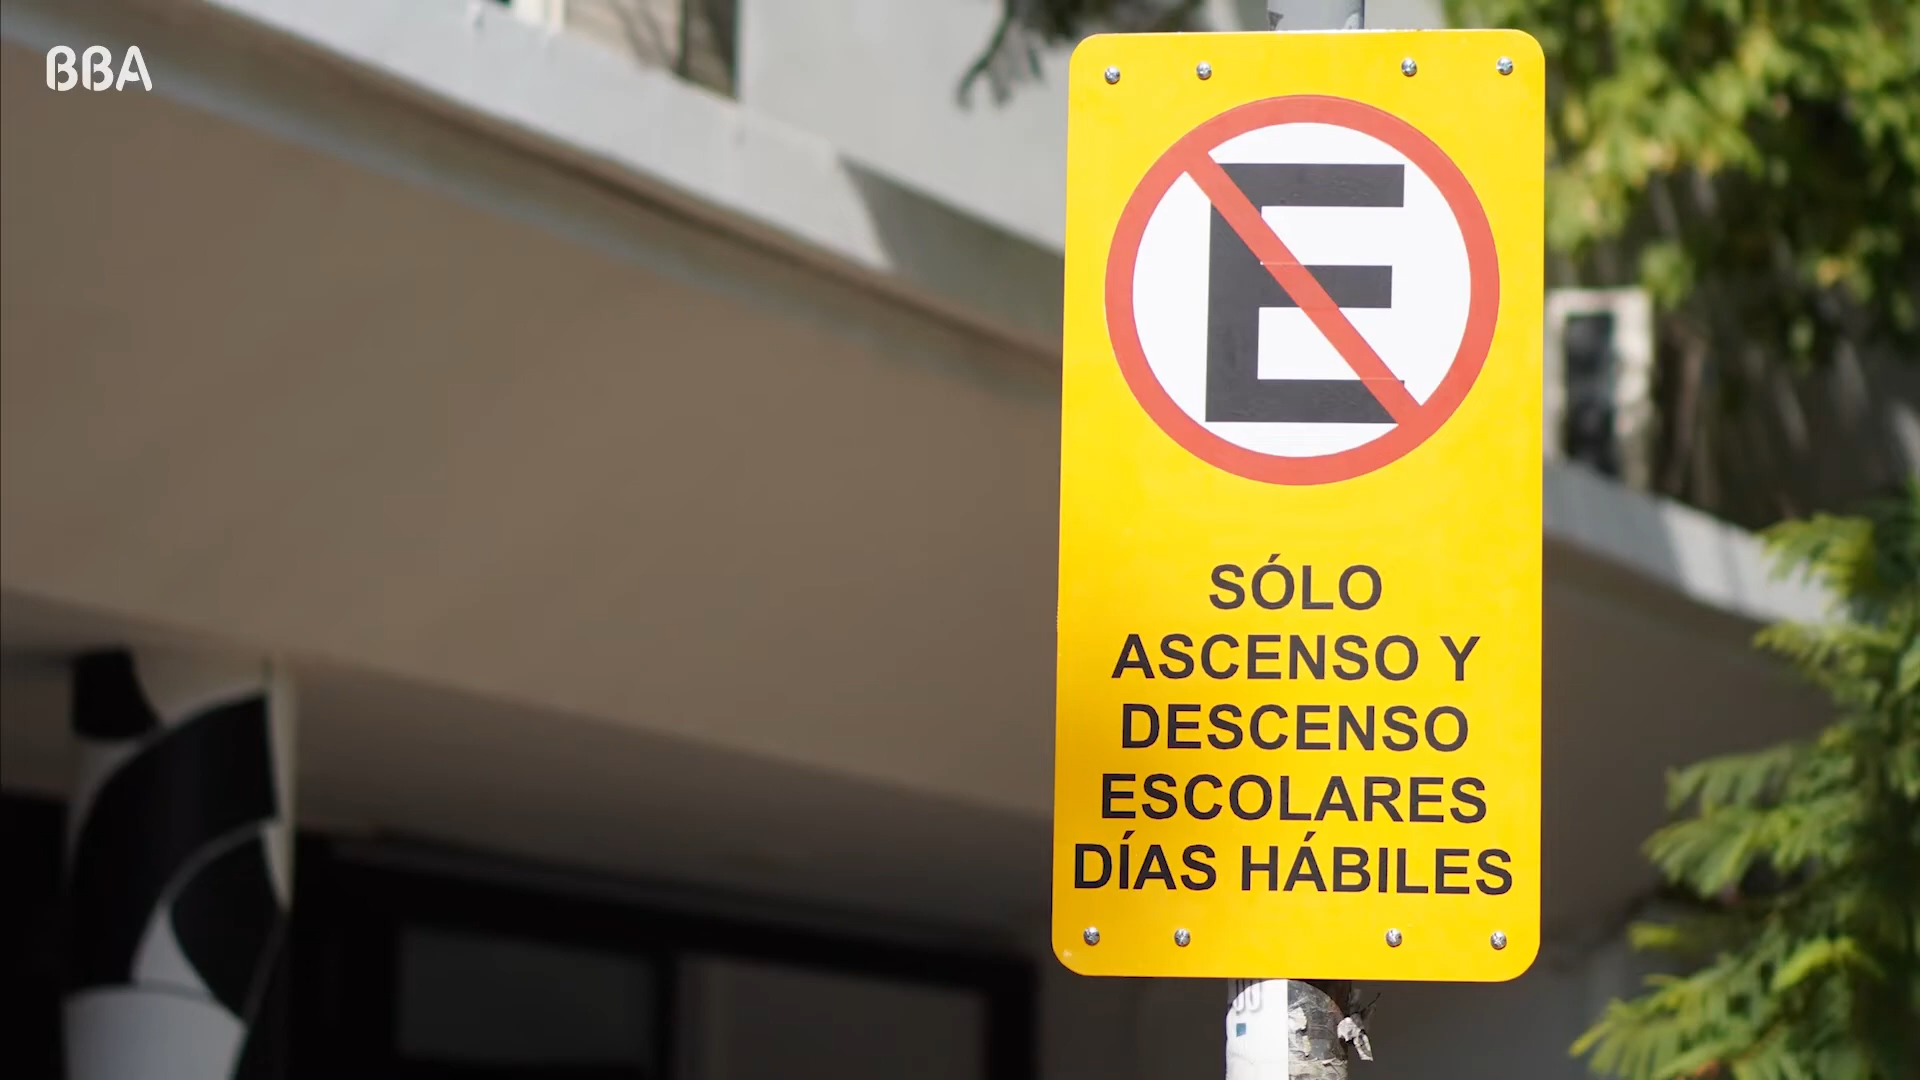 BBA
E
SÓLO
ASCENSO Y
DESCENSO
ESCOLARES
DÍAS HÁBILES